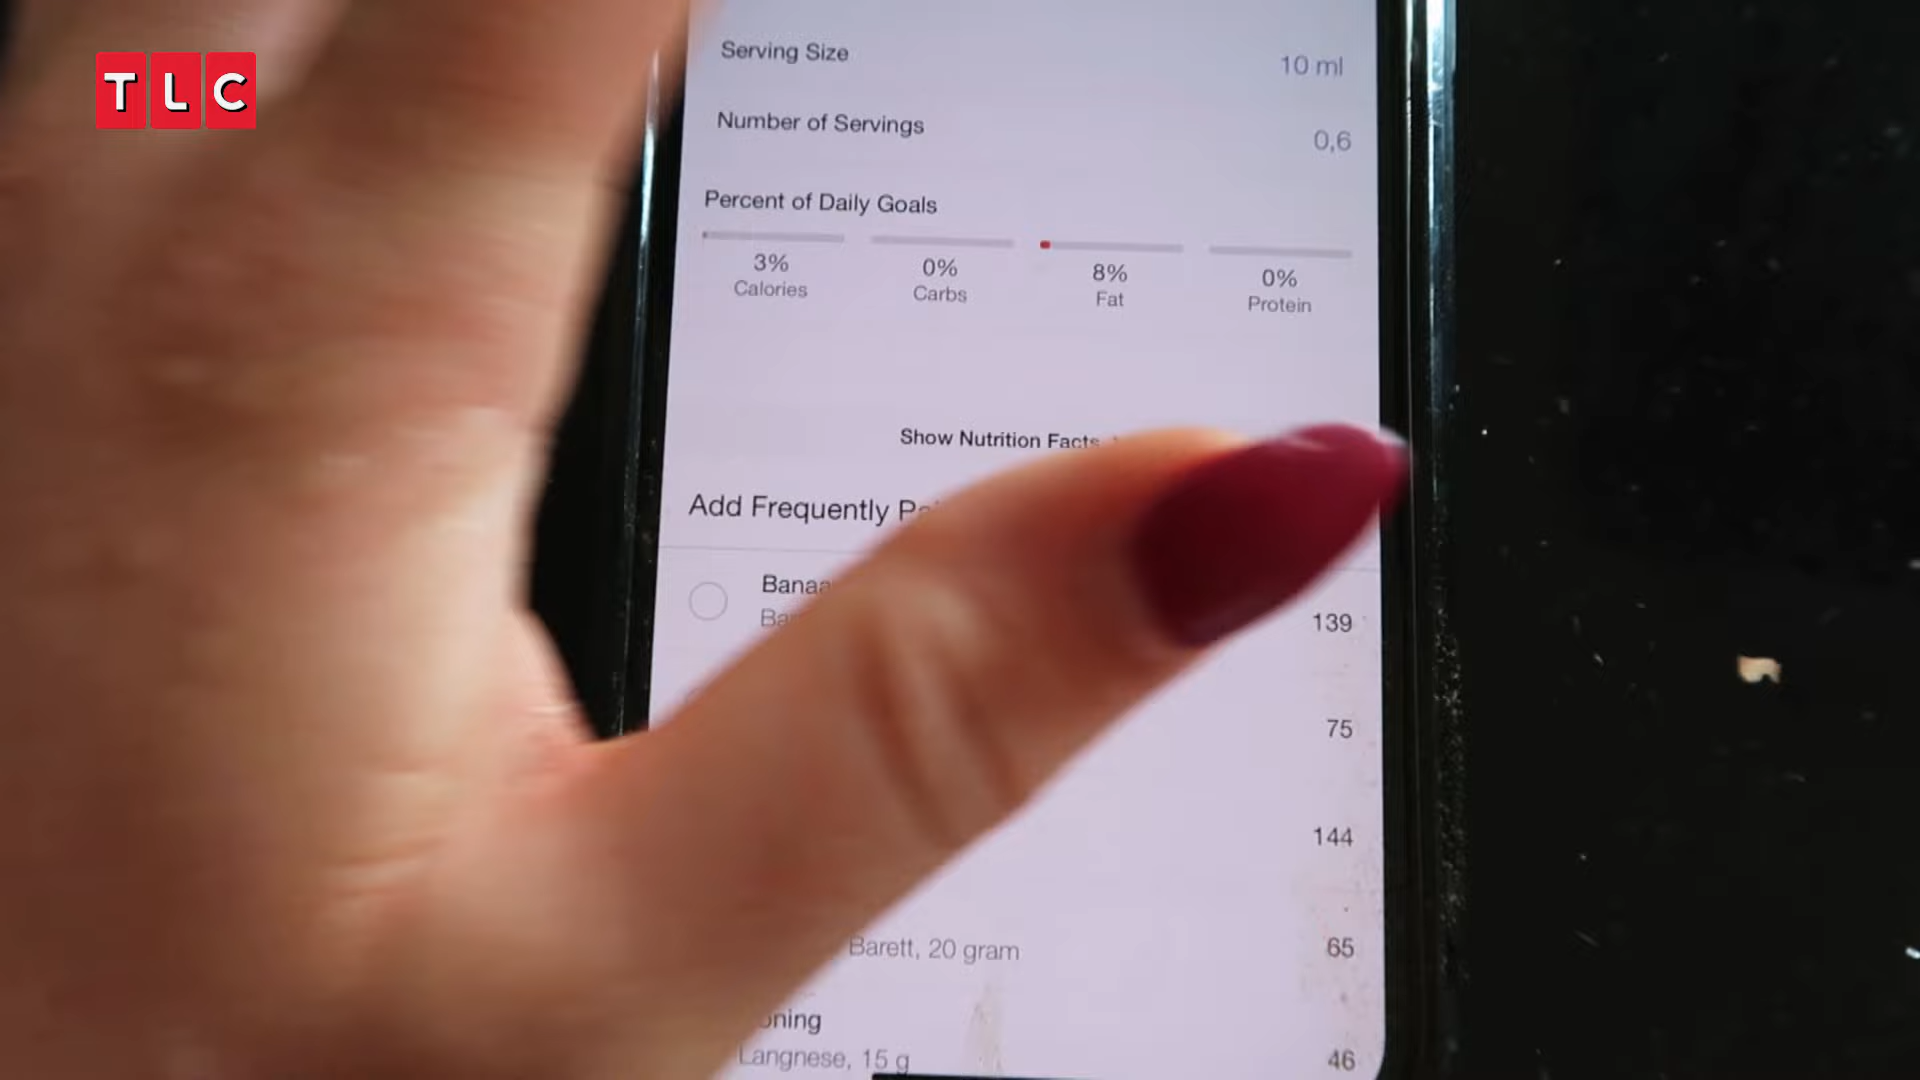 TLC
Serving Size
10 ml
Number of Servings
0,6
Percent of Daily Goals
3%
0%
8%
0%
Calories
Carbs
Fat
Protein
Show Nutrition Facts
Add Frequently
139
75
144
Barett, 20 gram
65
Langnese, 15 g
46